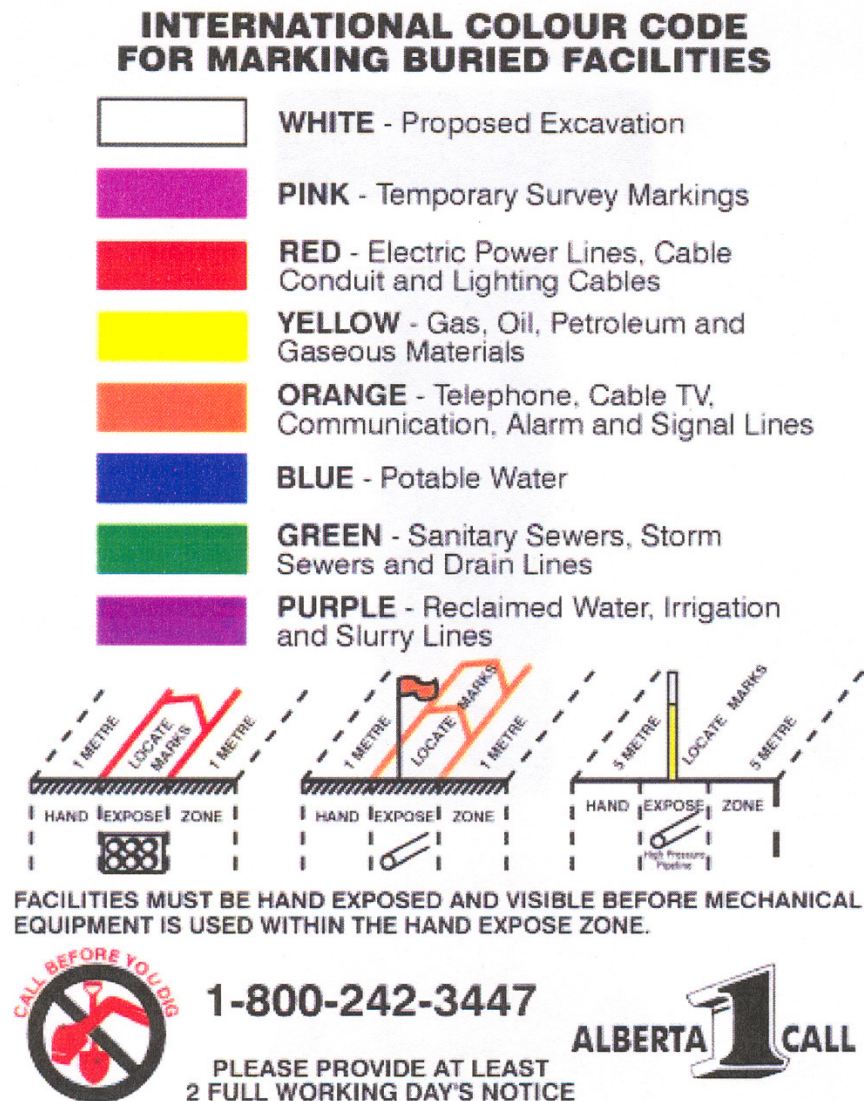 INTERNATIONAL COLOUR CODE
FOR MARKING BURIED FACILITIES
WHITE - Proposed Excavation
PINK - Temporary Survey Markings
RED - Electric Power Lines, Cable
Conduit and Lighting Cables
YELLOW - Gas, Oil, Petroleum and
Gaseous Materials
ORANGE - Telephone, Cable TV,
Communication, Alarm and Signal Lines
BLUE - Potable Water
GREEN - Sanitary Sewers, Storm
Sewers and Drain Lines
PURPLE - Reclaimed Water, Irrigation
and Slurry Lines
1 METRE
LOCATE
MARKS
1 METRE
HAND EXPOSE ZONE
1 METRE
LOCATE MARKS
1 METRE
HAND EXPOSE ZONE
5 METRE
LOCATE MARKS
5 METRE
HAND EXPOSE ZONE
High Pressure
Pipeline
FACILITIES MUST BE HAND EXPOSED AND VISIBLE BEFORE MECHANICAL
EQUIPMENT IS USED WITHIN THE HAND EXPOSE ZONE.
CALL BEFORE YOU DIG
1-800-242-3447
PLEASE PROVIDE AT LEAST
2 FULL WORKING DAY'S NOTICE
ALBERTA 1 CALL